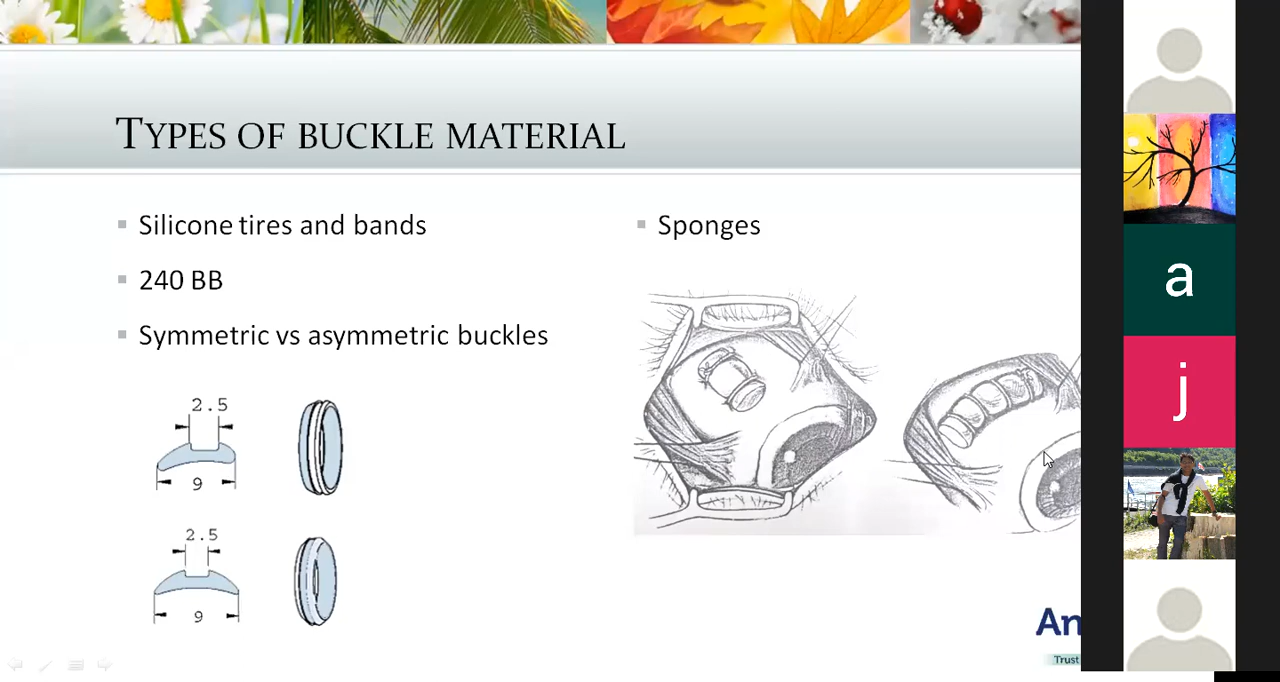 TYPES OF BUCKLE MATERIAL
Silicone tires and bands
240 BB
Symmetric vs asymmetric buckles
Sponges
2.5
9
2.5
9
An
Trust
a
j